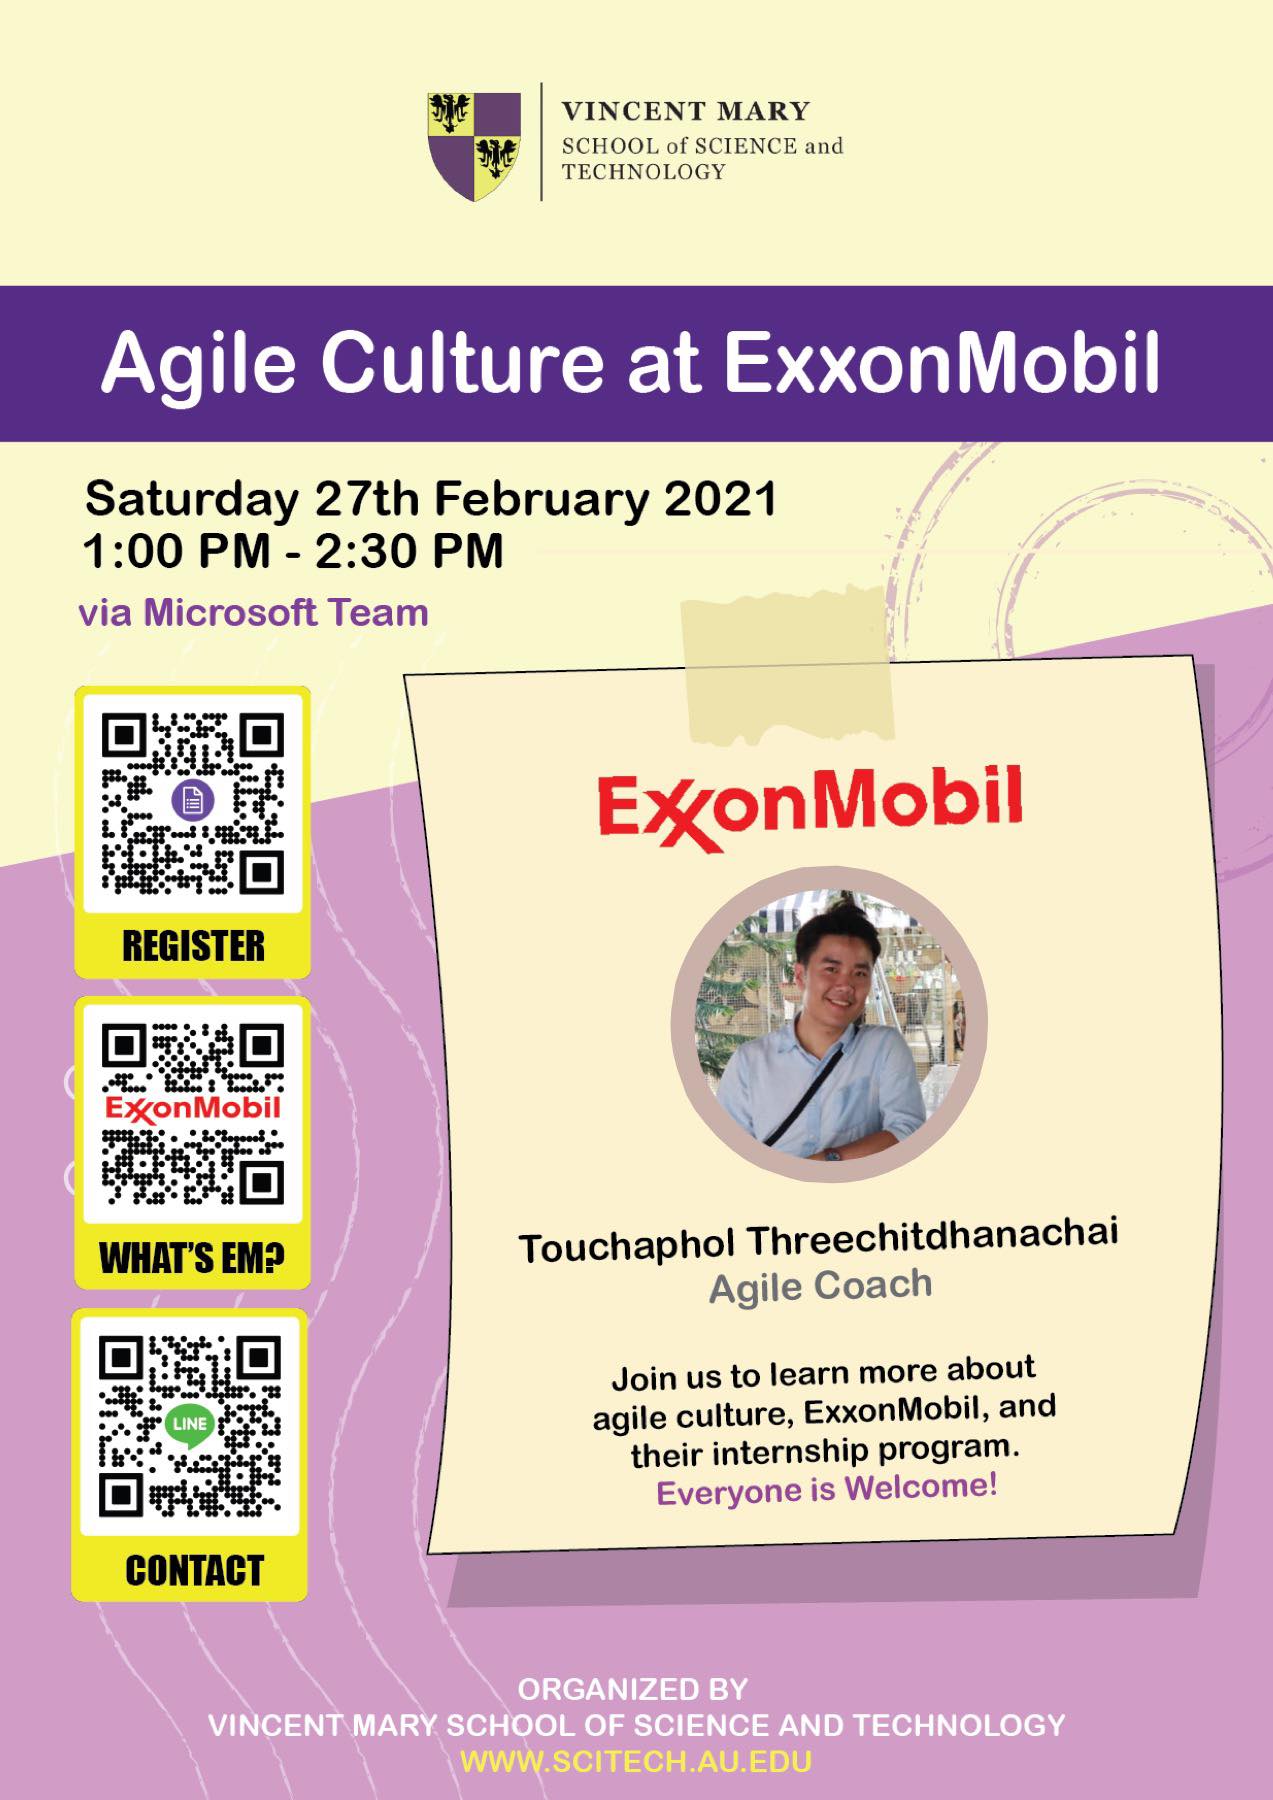 VINCENT MARY
SCHOOL of SCIENCE and
TECHNOLOGY
Agile Culture at ExxonMobil
Saturday 27th February 2021
1:00 PM - 2:30 PM
via Microsoft Team
REGISTER
ExxonMobil
WHAT'S EM?
LINE
CONTACT
ExxonMobil
Touchaphol Threechitdhanachai
Agile Coach
Join us to learn more about
agile culture, ExxonMobil, and
their internship program.
Everyone is Welcome!
ORGANIZED BY
VINCENT MARY SCHOOL OF SCIENCE AND TECHNOLOGY
WWW.SCITECH.AU.EDU